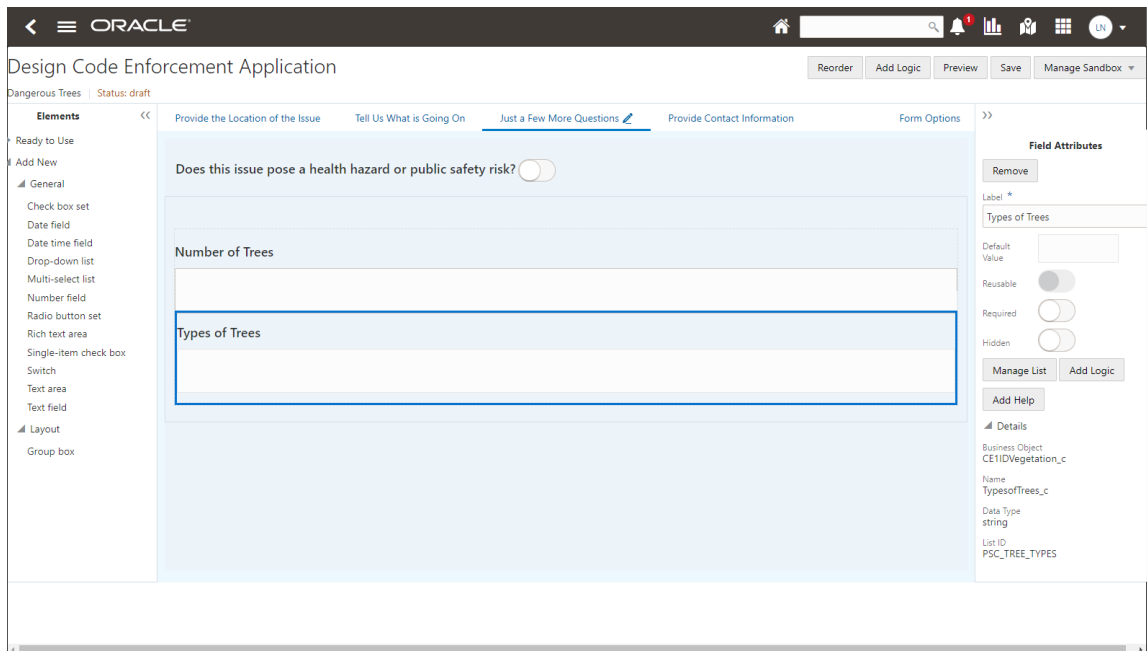 ORACLE
1
LN
Design Code Enforcement Application
Reorder
Add Logic
Preview
Save
Manage Sandbox
Dangerous Trees | Status: draft
Elements
Ready to Use
Add New
General
Check box set
Date field
Date time field
Drop-down list
Multi-select list
Number field
Radio button set
Rich text area
Single-item check box
Switch
Text area
Text field
Layout
Group box
Provide the Location of the Issue
Tell Us What is Going On
Just a Few More Questions
Provide Contact Information
Form Options
Does this issue pose a health hazard or public safety risk?
Number of Trees
Types of Trees
Field Attributes
Remove
Label *
Types of Trees
Default
Value
Reusable
Required
Hidden
Manage List
Add Logic
Add Help
Details
Business Object
CE1IDVegetation_c
Name
TypesofTrees_c
Data Type
string
List ID
PSC_TREE_TYPES